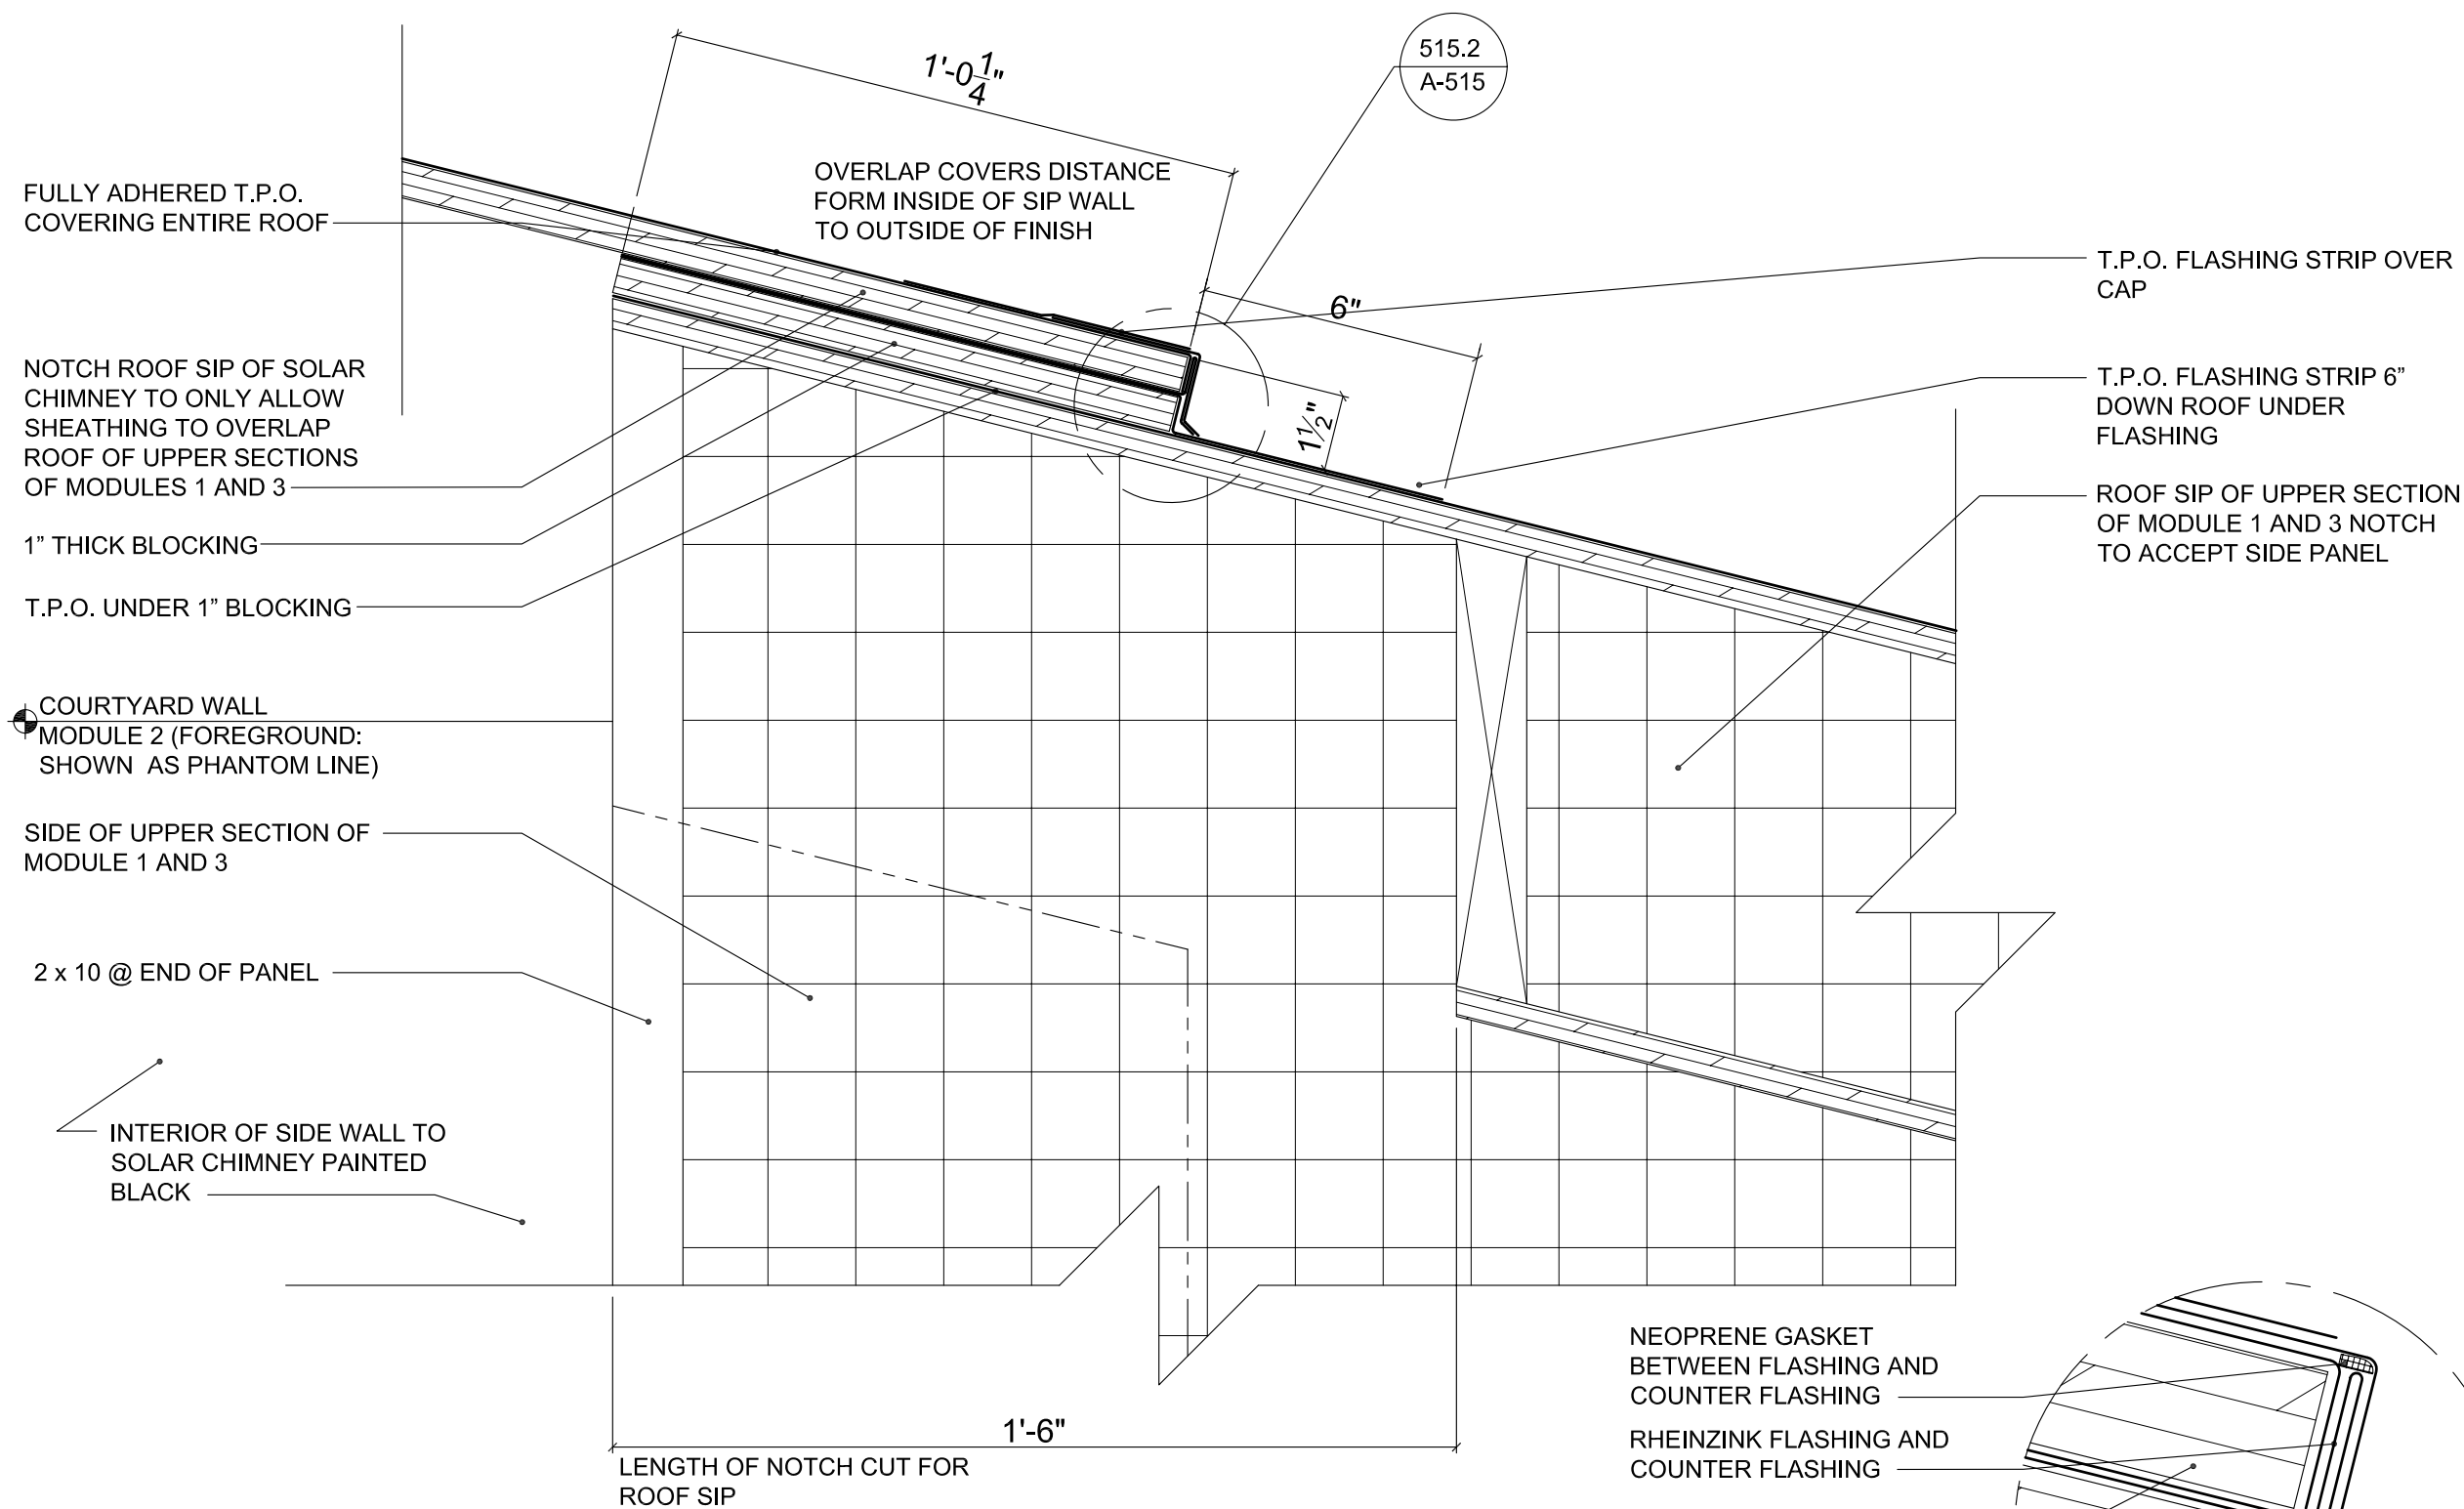 515.2
A-515
1'-0 1/4"
OVERLAP COVERS DISTANCE
FORM INSIDE OF SIP WALL
TO OUTSIDE OF FINISH
FULLY ADHERED T.P.O.
COVERING ENTIRE ROOF
T.P.O. FLASHING STRIP OVER
CAP
6"
NOTCH ROOF SIP OF SOLAR
CHIMNEY TO ONLY ALLOW
SHEATHING TO OVERLAP
ROOF OF UPPER SECTIONS
OF MODULES 1 AND 3
T.P.O. FLASHING STRIP 6”
DOWN ROOF UNDER
FLASHING
1 1/2"
ROOF SIP OF UPPER SECTION
OF MODULE 1 AND 3 NOTCH
TO ACCEPT SIDE PANEL
1” THICK BLOCKING
T.P.O. UNDER 1” BLOCKING
COURTYARD WALL
MODULE 2 (FOREGROUND:
SHOWN AS PHANTOM LINE)
SIDE OF UPPER SECTION OF
MODULE 1 AND 3
2 x 10 @ END OF PANEL
INTERIOR OF SIDE WALL TO
SOLAR CHIMNEY PAINTED
BLACK
NEOPRENE GASKET
BETWEEN FLASHING AND
COUNTER FLASHING
1'-6"
RHEINZINK FLASHING AND
COUNTER FLASHING
LENGTH OF NOTCH CUT FOR
ROOF SIP